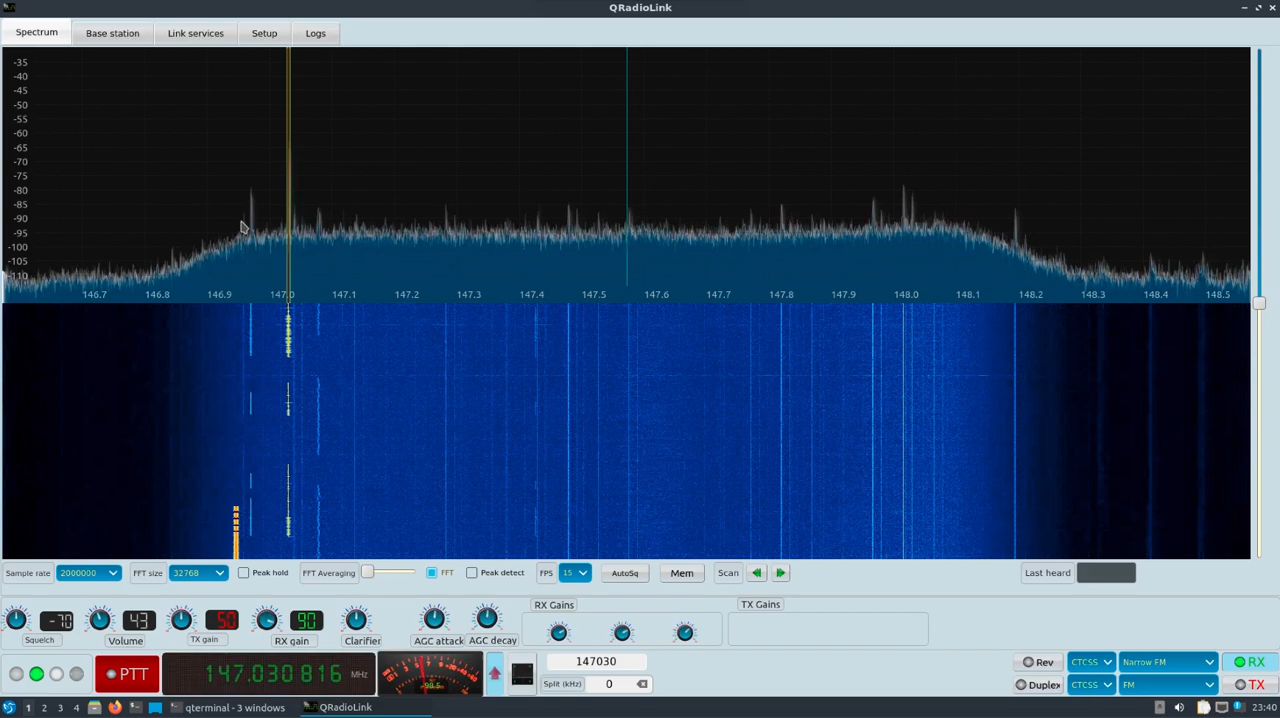 QRadioLink
Spectrum Base station Link services Setup Logs
-35
-40
-45
-50
-55
-60
-65
-70
-75
-80
-85
-90
-95
-100
-105
-110
146.7 146.8 146.9 147.0 147.1 147.2 147.3 147.4 147.5 147.6 147.7 147.8 147.9 148.0 148.1 148.2 148.3 148.4 148.5
Sample rate 2000000 FFT size 32768 Peak hold FFT Averaging FFT Peak detect FPS 15 AutoSq Mem Scan Last heard
RX Gains TX Gains
-70 43 50 90
Squelch Volume TX gain RX gain Clarifier AGC attack AGC decay
147030 Rev CTCSS Narrow FM RX
PTT 147.030 816 MHz
-98.5
Split (kHz) 0 Duplex CTCSS FM TX
1 2 3 4 qterminal - 3 windows QRadioLink 23:40